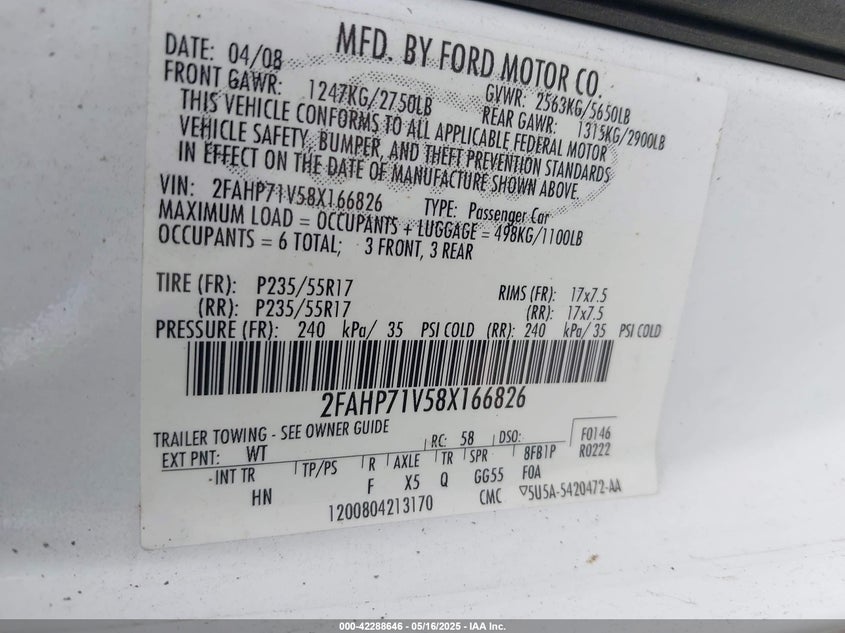 MFD. BY FORD MOTOR CO.
DATE: 04/08 GVWR: 2563KG/5650LB
FRONT GAWR: 1247KG/2750LB REAR GAWR: 1315KG/2900LB
THIS VEHICLE CONFORMS TO ALL APPLICABLE FEDERAL MOTOR
VEHICLE SAFETY, BUMPER, AND THEFT PREVENTION STANDARDS
IN EFFECT ON THE DATE OF MANUFACTURE SHOWN ABOVE.
VIN: 2FAHP71V58X166826 TYPE: Passenger Car
MAXIMUM LOAD = OCCUPANTS + LUGGAGE = 498KG/1100LB
OCCUPANTS = 6 TOTAL; 3 FRONT, 3 REAR
TIRE (FR): P235/55R17 RIMS (FR): 17x7.5
(RR): P235/55R17 (RR): 17x7.5
PRESSURE (FR): 240 kPa/ 35 PSI COLD (RR): 240 kPa/ 35 PSI COLD
2FAHP71V58X166826
TRAILER TOWING - SEE OWNER GUIDE
EXT PNT: WT RC: 58 DSO: F0146
INT TR TP/PS R AXLE TR SPR 8FB1P R0222
HN F X5 Q GG55 F0A
1200804213170 CMC ▽5U5A-5420472-AA
000-42288646 - 05/16/2025 - IAA Inc.